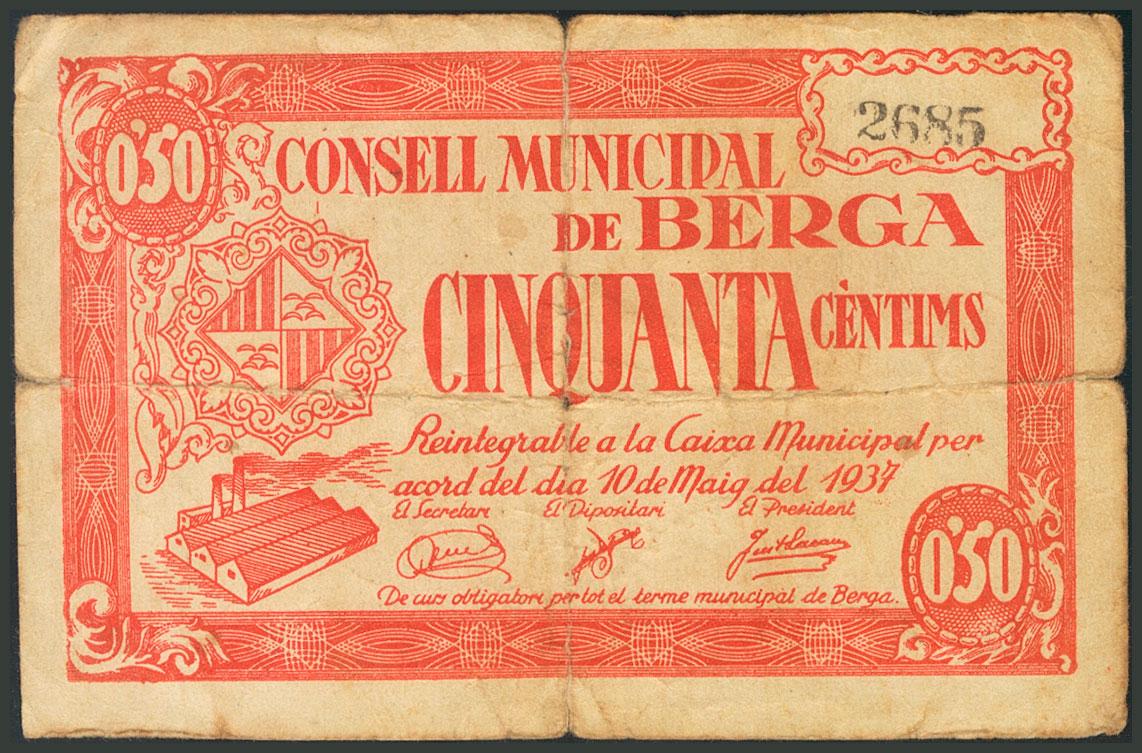 2685
0'50
CONSELL MUNICIPAL
DE BERGA
CINQUANTA CÈNTIMS
Reintegrable a la Caixa Municipal per
acord del dia 10 de Maig del 1937
El Secretari El Dipositari El President
De curs obligatori per tot el terme municipal de Berga.
0'50